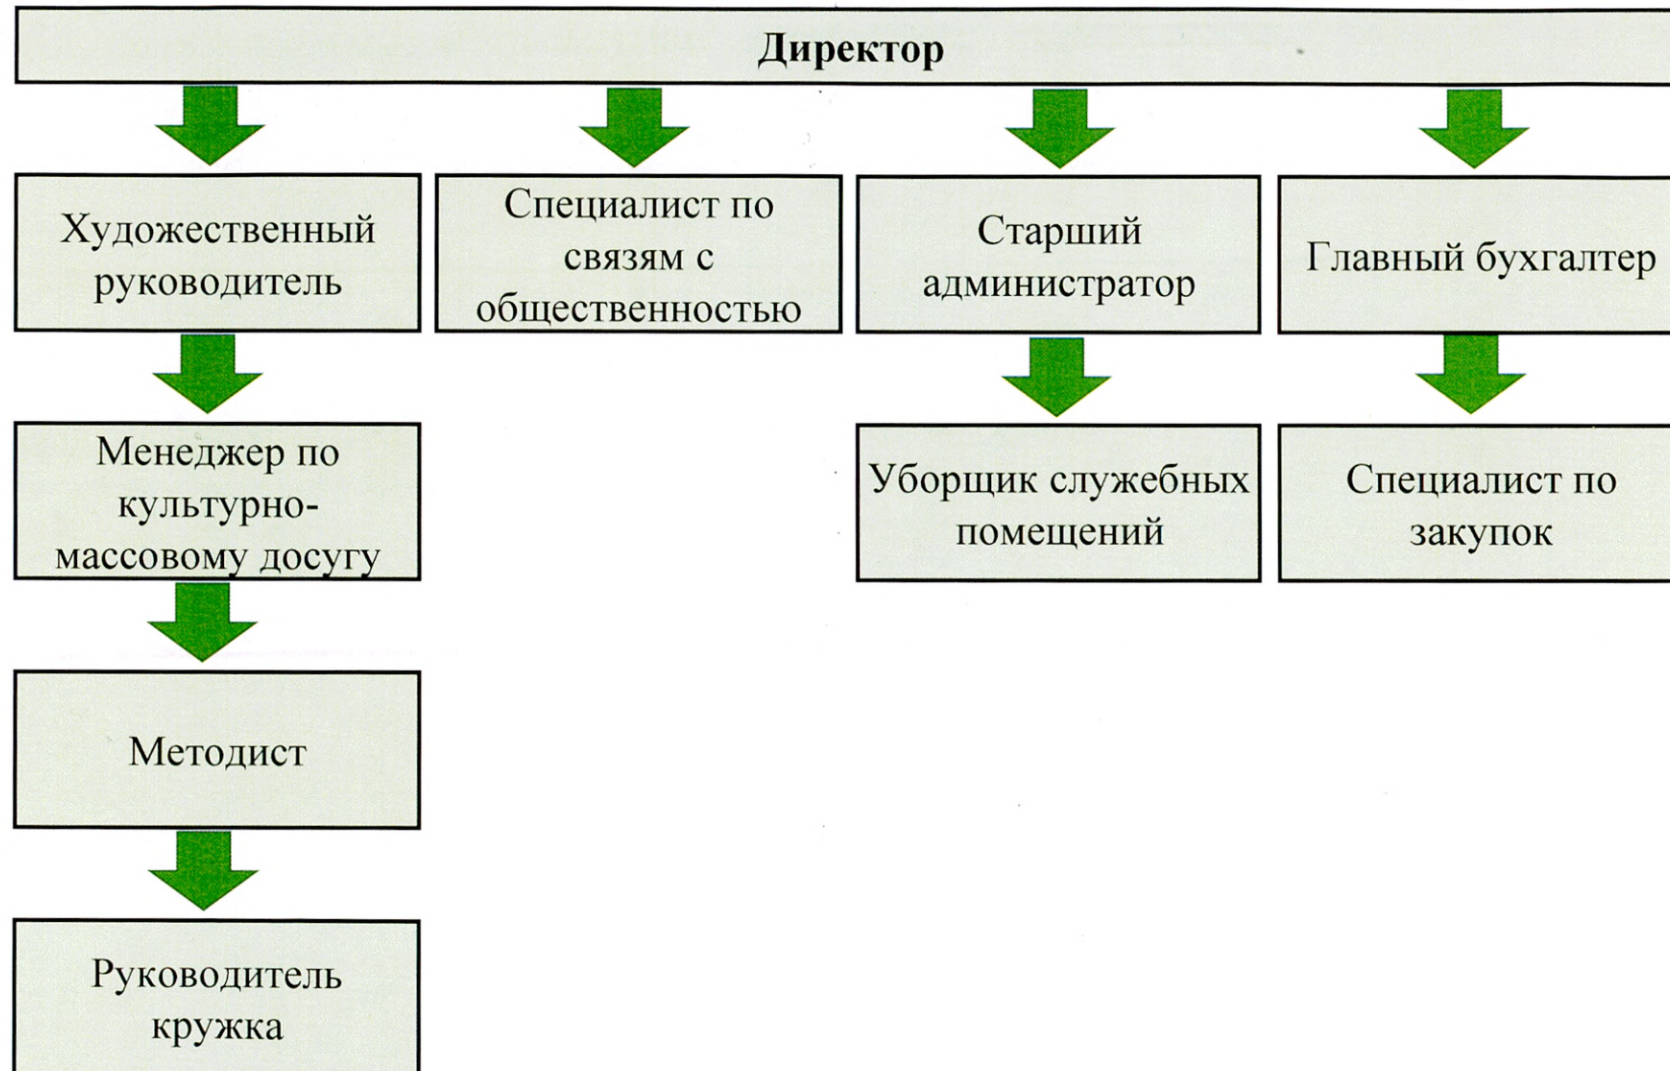 Директор
Художественный
руководитель
Специалист по
связям с
общественностью
Старший
администратор
Главный бухгалтер
Менеджер по
культурно-
массовому досугу
Уборщик служебных
помещений
Специалист по
закупок
Методист
Руководитель
кружка